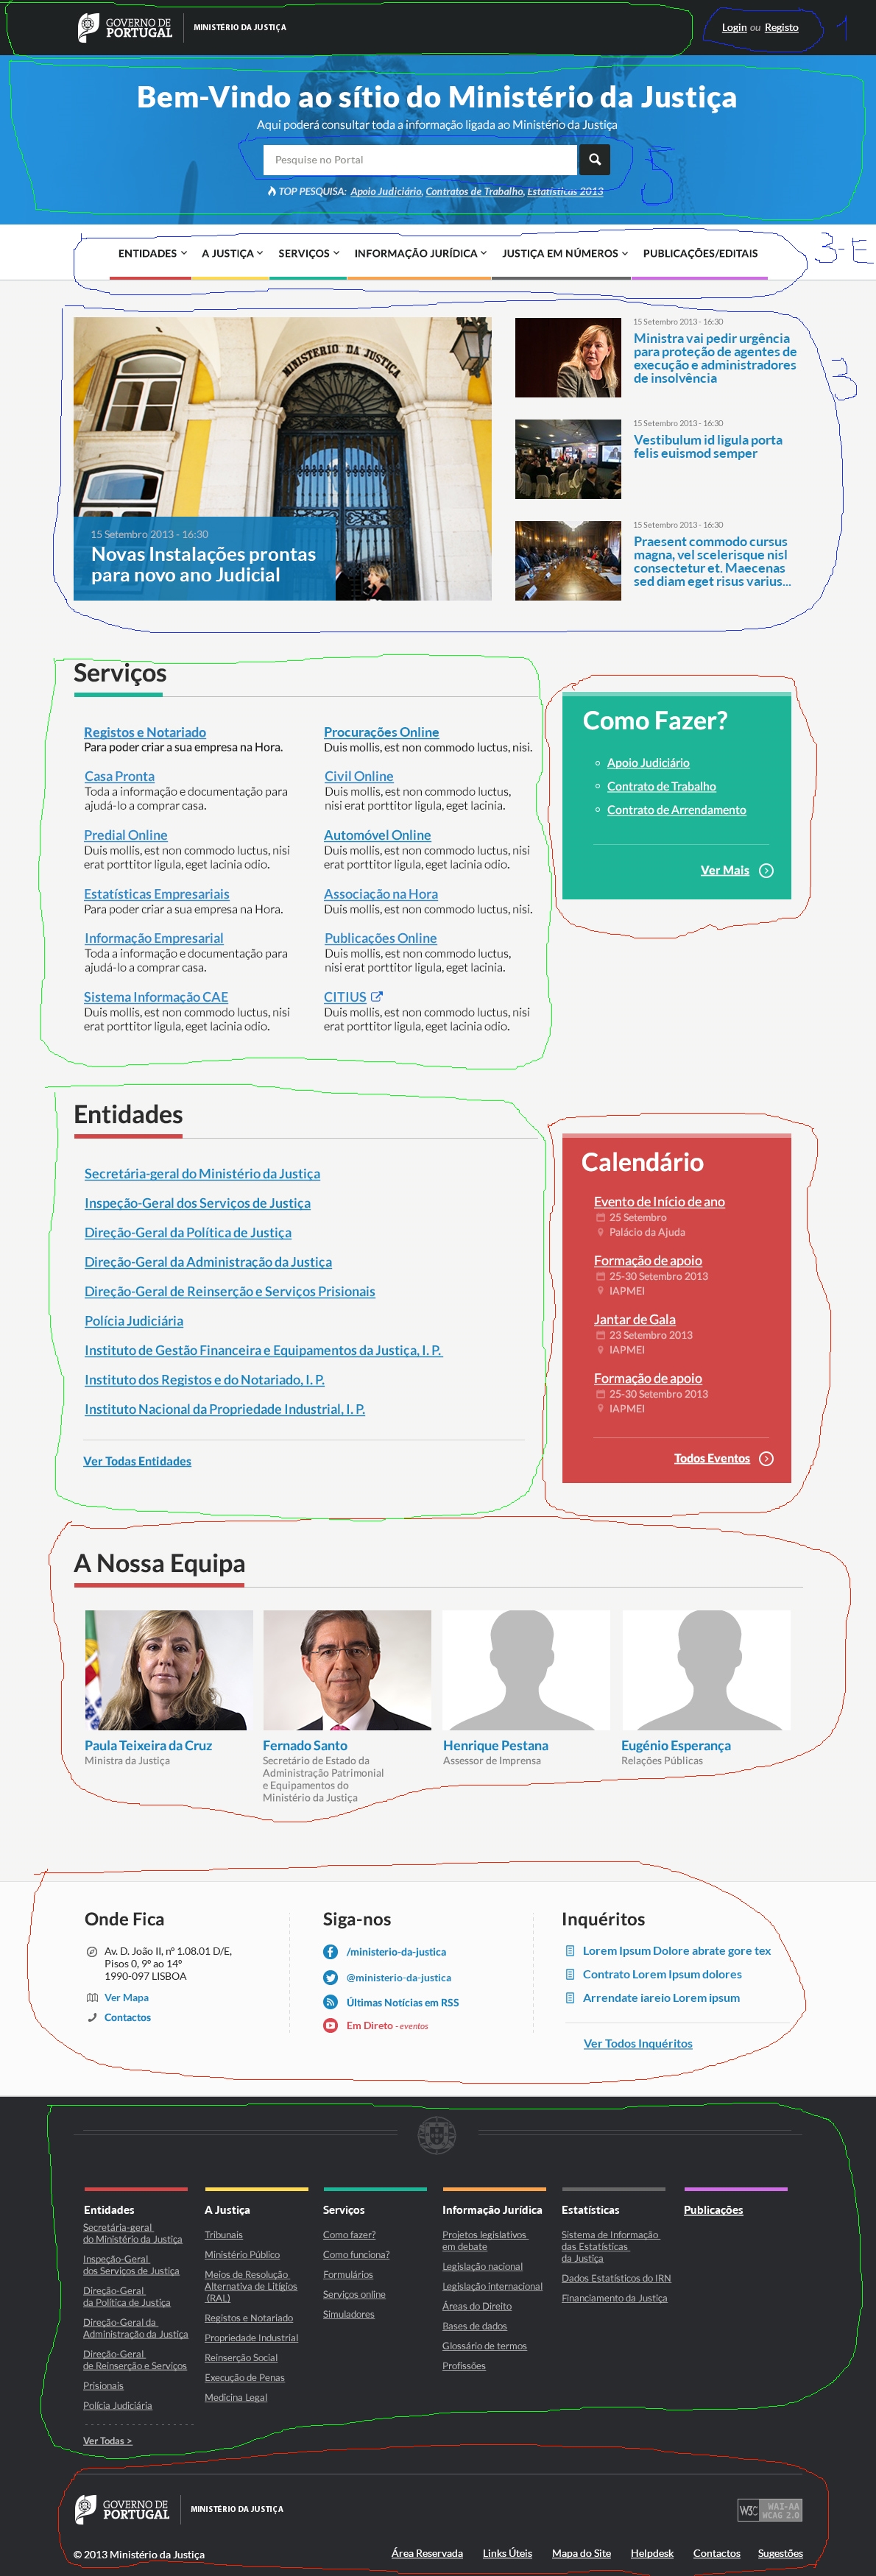 GOVERNO DE
PORTUGAL
MINISTÉRIO DA JUSTIÇA
Login ou Registo
1
Bem-Vindo ao sítio do Ministério da Justiça
Aqui poderá consultar toda a informação ligada ao Ministério da Justiça
Pesquise no Portal
5
TOP PESQUISA: Apoio Judiciário, Contratos de Trabalho, Estatísticas 2013
ENTIDADES
A JUSTIÇA
SERVIÇOS
INFORMAÇÃO JURÍDICA
JUSTIÇA EM NÚMEROS
PUBLICAÇÕES/EDITAIS
3-E
MINISTERIO DA JUSTIÇA
15 Setembro 2013 - 16:30
Novas Instalações prontas
para novo ano Judicial
15 Setembro 2013 - 16:30
Ministra vai pedir urgência
para proteção de agentes de
execução e administradores
de insolvência
3
15 Setembro 2013 - 16:30
Vestibulum id ligula porta
felis euismod semper
15 Setembro 2013 - 16:30
Praesent commodo cursus
magna, vel scelerisque nisl
consectetur et. Maecenas
sed diam eget risus varius...
Serviços
Registos e Notariado
Para poder criar a sua empresa na Hora.
Casa Pronta
Toda a informação e documentação para
ajudá-lo a comprar casa.
Predial Online
Duis mollis, est non commodo luctus, nisi
erat porttitor ligula, eget lacinia odio.
Estatísticas Empresariais
Para poder criar a sua empresa na Hora.
Informação Empresarial
Toda a informação e documentação para
ajudá-lo a comprar casa.
Sistema Informação CAE
Duis mollis, est non commodo luctus, nisi
erat porttitor ligula, eget lacinia odio.
Procurações Online
Duis mollis, est non commodo luctus, nisi.
Civil Online
Duis mollis, est non commodo luctus,
nisi erat porttitor ligula, eget lacinia.
Automóvel Online
Duis mollis, est non commodo luctus, nisi
erat porttitor ligula, eget lacinia odio.
Associação na Hora
Duis mollis, est non commodo luctus, nisi.
Publicações Online
Duis mollis, est non commodo luctus,
nisi erat porttitor ligula, eget lacinia.
CITIUS
Duis mollis, est non commodo luctus, nisi
erat porttitor ligula, eget lacinia odio.
Como Fazer?
Apoio Judiciário
Contrato de Trabalho
Contrato de Arrendamento
Ver Mais
Entidades
Secretária-geral do Ministério da Justiça
Inspeção-Geral dos Serviços de Justiça
Direção-Geral da Política de Justiça
Direção-Geral da Administração da Justiça
Direção-Geral de Reinserção e Serviços Prisionais
Polícia Judiciária
Instituto de Gestão Financeira e Equipamentos da Justiça, I. P.
Instituto dos Registos e do Notariado, I. P.
Instituto Nacional da Propriedade Industrial, I. P.
Ver Todas Entidades
Calendário
Evento de Início de ano
25 Setembro
Palácio da Ajuda
Formação de apoio
25-30 Setembro 2013
IAPMEI
Jantar de Gala
23 Setembro 2013
IAPMEI
Formação de apoio
25-30 Setembro 2013
IAPMEI
Todos Eventos
A Nossa Equipa
Paula Teixeira da Cruz
Ministra da Justiça
Fernado Santo
Secretário de Estado da
Administração Patrimonial
e Equipamentos do
Ministério da Justiça
Henrique Pestana
Assessor de Imprensa
Eugénio Esperança
Relações Públicas
Onde Fica
Av. D. João II, nº 1.08.01 D/E,
Pisos 0, 9º ao 14º
1990-097 LISBOA
Ver Mapa
Contactos
Siga-nos
/ministerio-da-justica
@ministerio-da-justica
Últimas Notícias em RSS
Em Direto - eventos
Inquéritos
Lorem Ipsum Dolore abrate gore tex
Contrato Lorem Ipsum dolores
Arrendate iareio Lorem ipsum
Ver Todos Inquéritos
Entidades
Secretária-geral
do Ministério da Justiça
Inspeção-Geral
dos Serviços de Justiça
Direção-Geral
da Política de Justiça
Direção-Geral da
Administração da Justiça
Direção-Geral
de Reinserção e Serviços
Prisionais
Polícia Judiciária
Ver Todas >
A Justiça
Tribunais
Ministério Público
Meios de Resolução
Alternativa de Litígios
(RAL)
Registos e Notariado
Propriedade Industrial
Reinserção Social
Execução de Penas
Medicina Legal
Serviços
Como fazer?
Como funciona?
Formulários
Serviços online
Simuladores
Informação Jurídica
Projetos legislativos
em debate
Legislação nacional
Legislação internacional
Áreas do Direito
Bases de dados
Glossário de termos
Profissões
Estatísticas
Sistema de Informação
das Estatísticas
da Justiça
Dados Estatísticos do IRN
Financiamento da Justiça
Publicações
GOVERNO DE
PORTUGAL
MINISTÉRIO DA JUSTIÇA
W3C WAI-AA
WCAG 2.0
© 2013 Ministério da Justiça
Área Reservada
Links Úteis
Mapa do Site
Helpdesk
Contactos
Sugestões